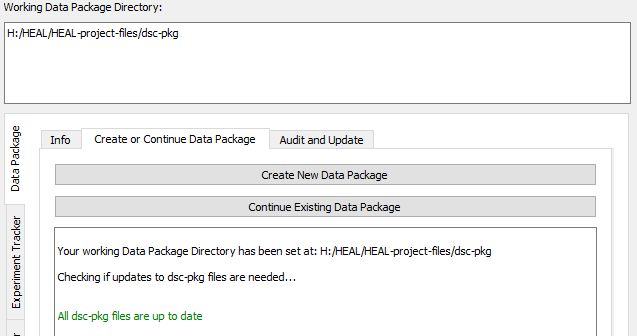 Working Data Package Directory:
H:/HEAL/HEAL-project-files/dsc-pkg
Data Package
Experiment Tracker
Info
Create or Continue Data Package
Audit and Update
Create New Data Package
Continue Existing Data Package
Your working Data Package Directory has been set at: H:/HEAL/HEAL-project-files/dsc-pkg
Checking if updates to dsc-pkg files are needed...
All dsc-pkg files are up to date